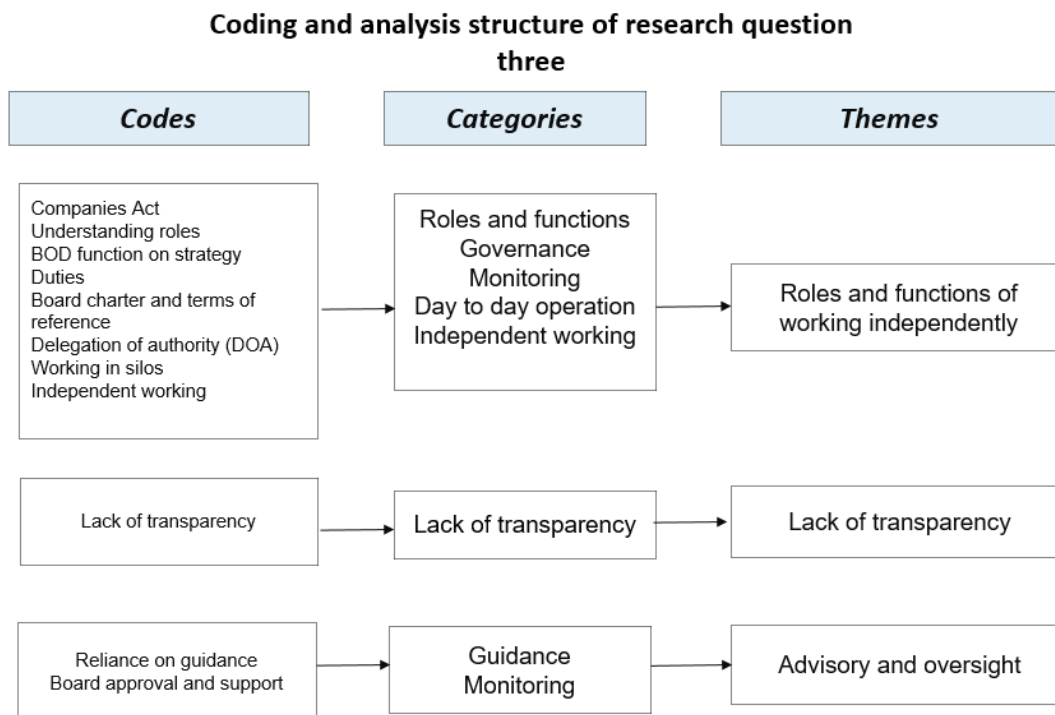 Coding and analysis structure of research question
three
Codes
Categories
Themes
Companies Act
Understanding roles
BOD function on strategy
Duties
Board charter and terms of
reference
Delegation of authority (DOA)
Working in silos
Independent working
Roles and functions
Governance
Monitoring
Day to day operation
Independent working
Roles and functions of
working independently
Lack of transparency
Lack of transparency
Lack of transparency
Reliance on guidance
Board approval and support
Guidance
Monitoring
Advisory and oversight